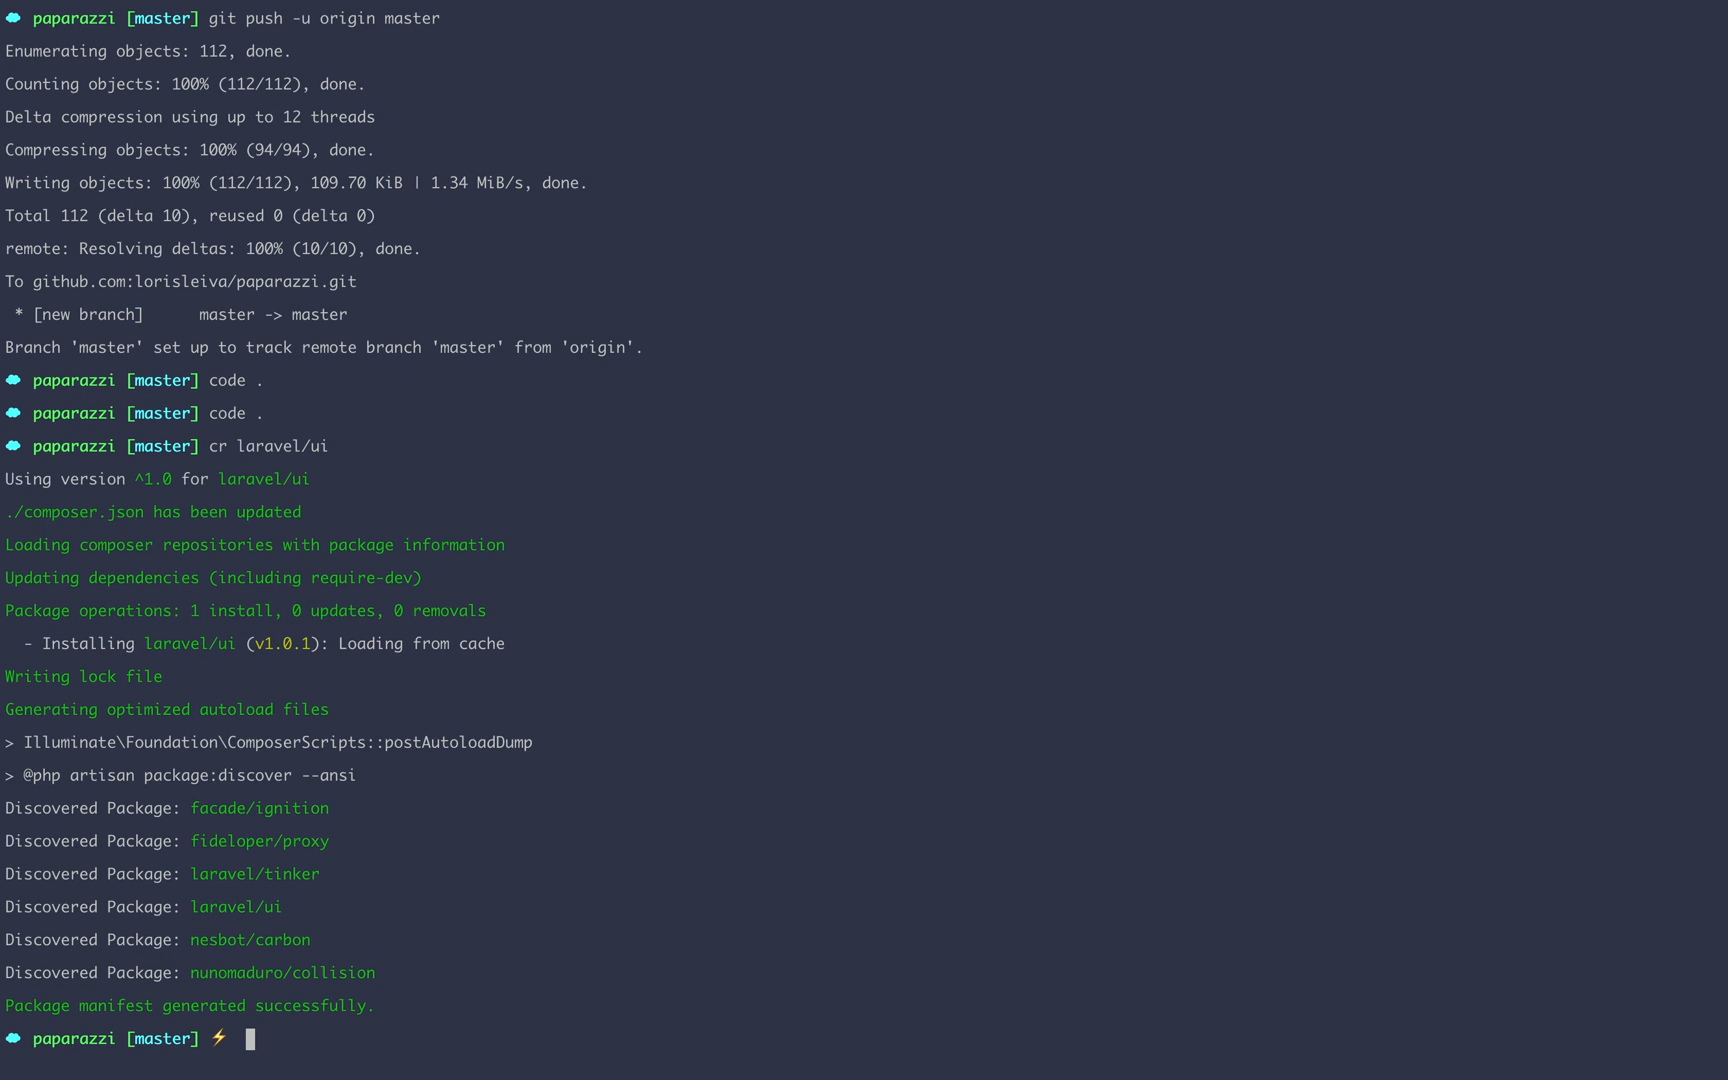 paparazzi [master] git push -u origin master
Enumerating objects: 112, done.
Counting objects: 100% (112/112), done.
Delta compression using up to 12 threads
Compressing objects: 100% (94/94), done.
Writing objects: 100% (112/112), 109.70 KiB | 1.34 MiB/s, done.
Total 112 (delta 10), reused 0 (delta 0)
remote: Resolving deltas: 100% (10/10), done.
To github.com:lorisleiva/paparazzi.git
 * [new branch]      master -> master
Branch 'master' set up to track remote branch 'master' from 'origin'.
paparazzi [master] code .
paparazzi [master] code .
paparazzi [master] cr laravel/ui
Using version ^1.0 for laravel/ui
./composer.json has been updated
Loading composer repositories with package information
Updating dependencies (including require-dev)
Package operations: 1 install, 0 updates, 0 removals
  - Installing laravel/ui (v1.0.1): Loading from cache
Writing lock file
Generating optimized autoload files
> Illuminate\Foundation\ComposerScripts::postAutoloadDump
> @php artisan package:discover --ansi
Discovered Package: facade/ignition
Discovered Package: fideloper/proxy
Discovered Package: laravel/tinker
Discovered Package: laravel/ui
Discovered Package: nesbot/carbon
Discovered Package: nunomaduro/collision
Package manifest generated successfully.
paparazzi [master] ⚡